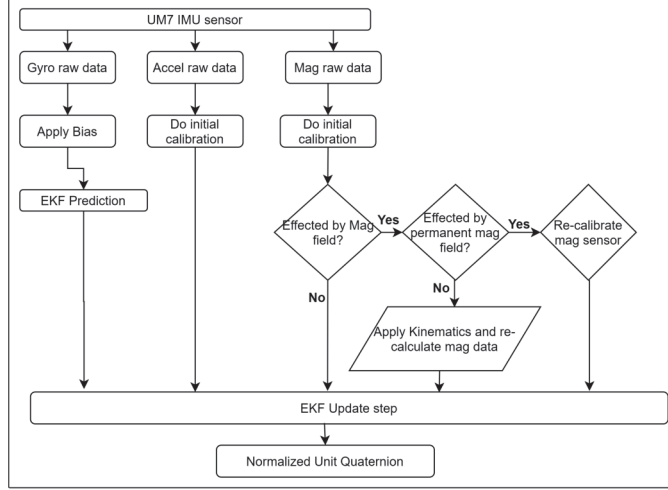 UM7 IMU sensor
Gyro raw data
Accel raw data
Mag raw data
Apply Bias
Do initial
calibration
Do initial
calibration
EKF Prediction
Effected by Mag
field?
Yes
Effected by
permanent mag
field?
Yes
Re-calibrate
mag sensor
No
No
Apply Kinematics and re-
calculate mag data
EKF Update step
Normalized Unit Quaternion